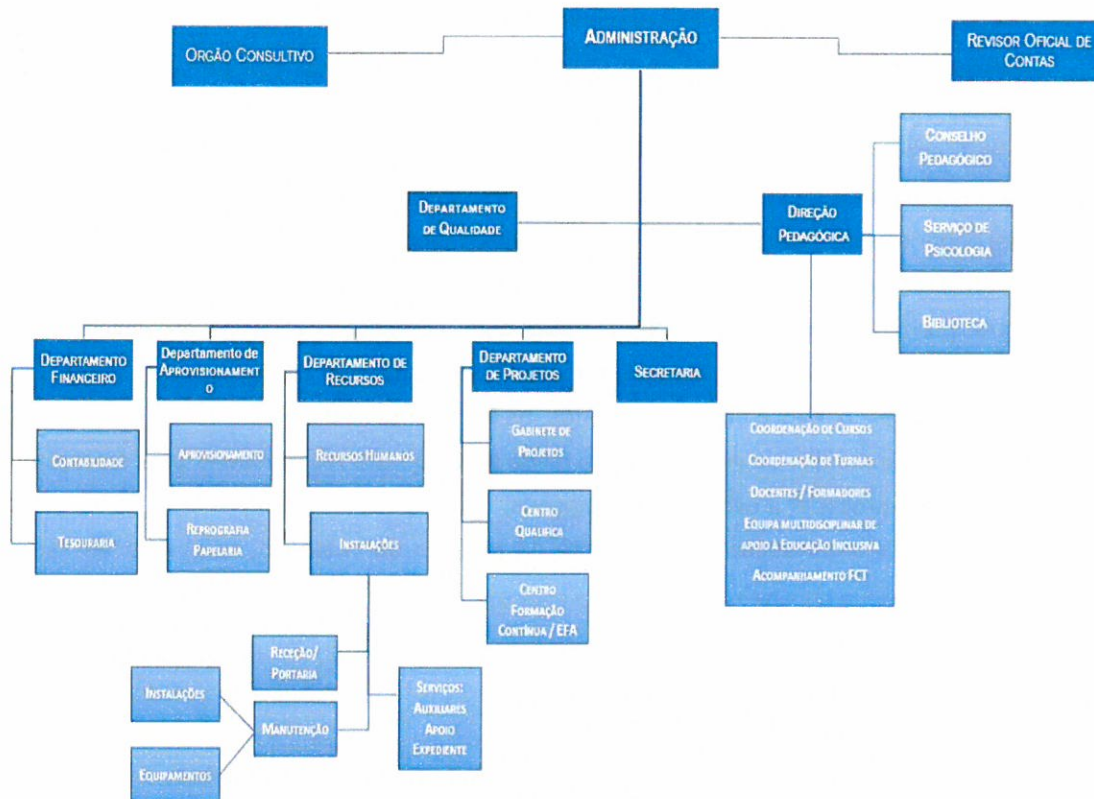 ADMINISTRAÇÃO
ORGÃO CONSULTIVO
REVISOR OFICIAL DE
CONTAS
CONSELHO
PEDAGÓGICO
DEPARTAMENTO
DE QUALIDADE
DIREÇÃO
PEDAGÓGICA
SERVIÇO DE
PSICOLOGIA
BIBLIOTECA
DEPARTAMENTO
FINANCEIRO
Departamento de
APROVISIONAMENT
O
DEPARTAMENTO DE
RECURSOS
DEPARTAMENTO
DE PROJETOS
SECRETARIA
CONTABILIDADE
TESOURARIA
APROVISIONAMENTO
REPROGRAFIA
PAPELARIA
RECURSOS HUMANOS
INSTALAÇÕES
GABINETE DE
PROJETOS
CENTRO
QUALIFICA
CENTRO
FORMAÇÃO
CONTÍNUA / EFA
COORDENAÇÃO DE CURSOS
COORDENAÇÃO DE TURMAS
DOCENTES / FORMADORES
EQUIPA MULTIDISCIPLINAR DE
APOIO À EDUCAÇÃO INCLUSIVA
ACOMPANHAMENTO FCT
RECEÇÃO/
PORTARIA
MANUTENÇÃO
SERVIÇOS:
AUXILIARES
APOIO
EXPEDIENTE
INSTALAÇÕES
EQUIPAMENTOS